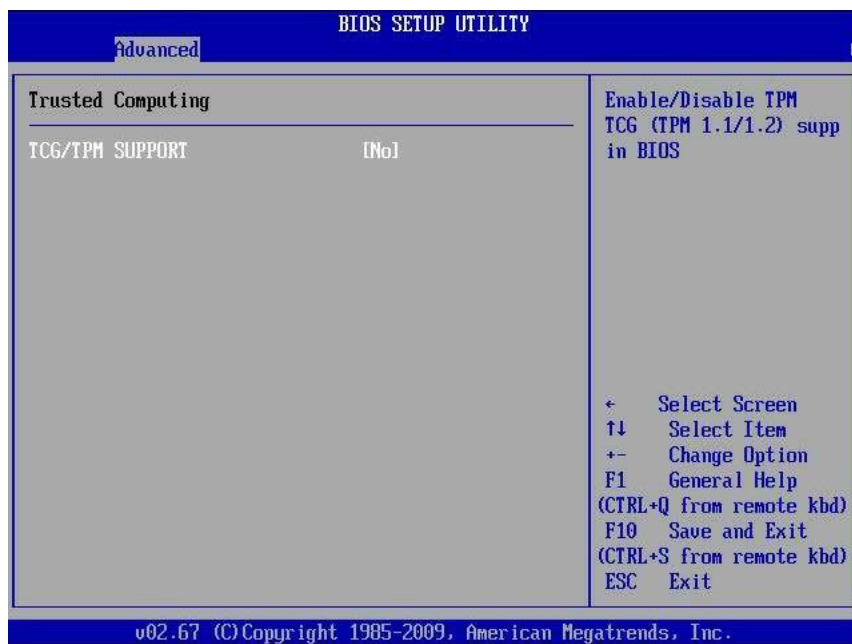 BIOS SETUP UTILITY
Advanced
Trusted Computing
TCG/TPM SUPPORT [No]
Enable/Disable TPM
TCG (TPM 1.1/1.2) supp
in BIOS
← Select Screen
↑↓ Select Item
+- Change Option
F1 General Help
(CTRL+Q from remote kbd)
F10 Save and Exit
(CTRL+S from remote kbd)
ESC Exit
v02.67 (C)Copyright 1985-2009, American Megatrends, Inc.